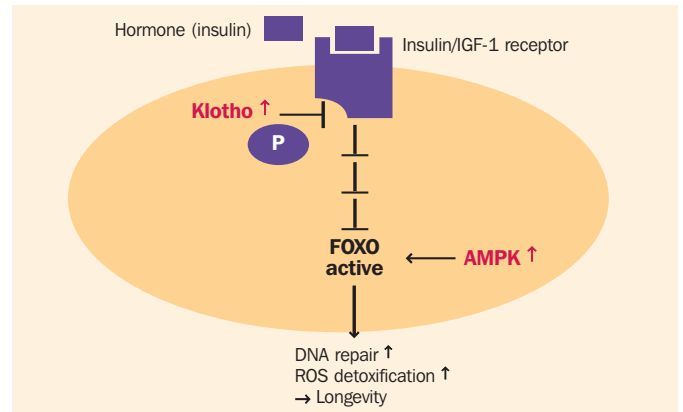 Hormone (insulin)
Insulin/IGF-1 receptor
Klotho ↑
P
FOXO
active
AMPK ↑
DNA repair ↑
ROS detoxification ↑
→ Longevity